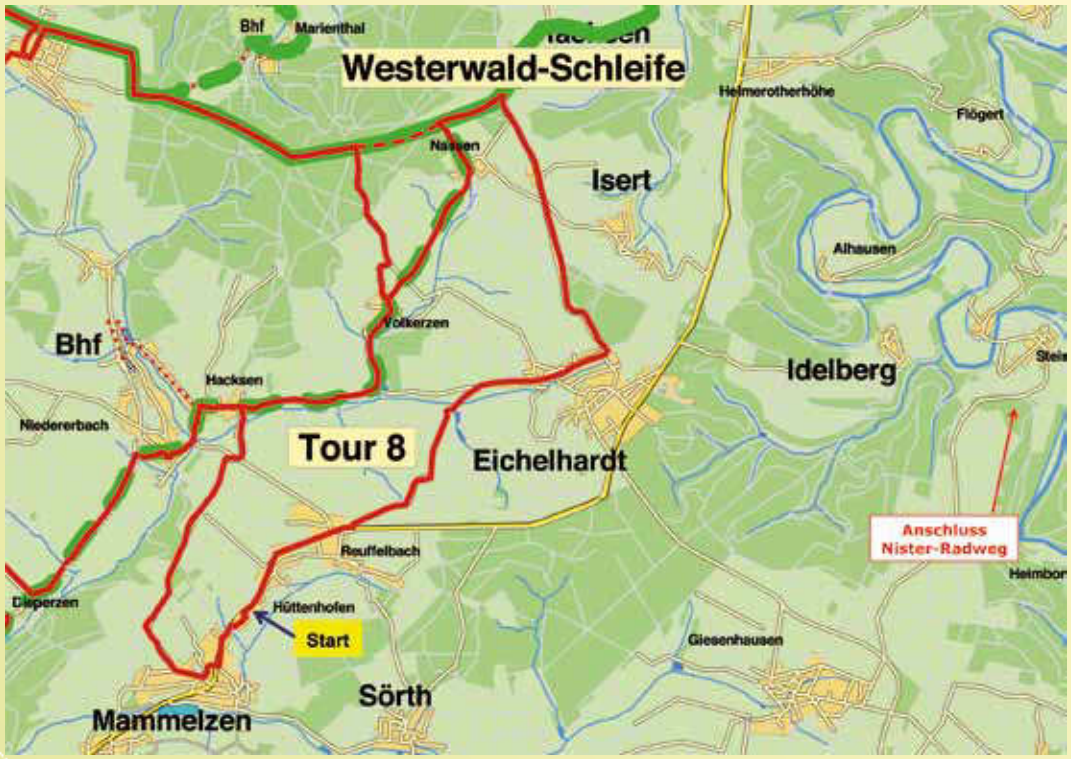 Bhf
Marienthal
Westerwald-Schleife
Helmerotherhöhe
Flögert
Nassen
Isert
Alhausen
Volkerzen
Bhf
Idelberg
Hacksen
Niedererbach
Tour 8
Eichelhardt
Anschluss
Nister-Radweg
Reuffelbach
Dieperzen
Hüttenhofen
Start
Giesenhausen
Sörth
Mammelzen